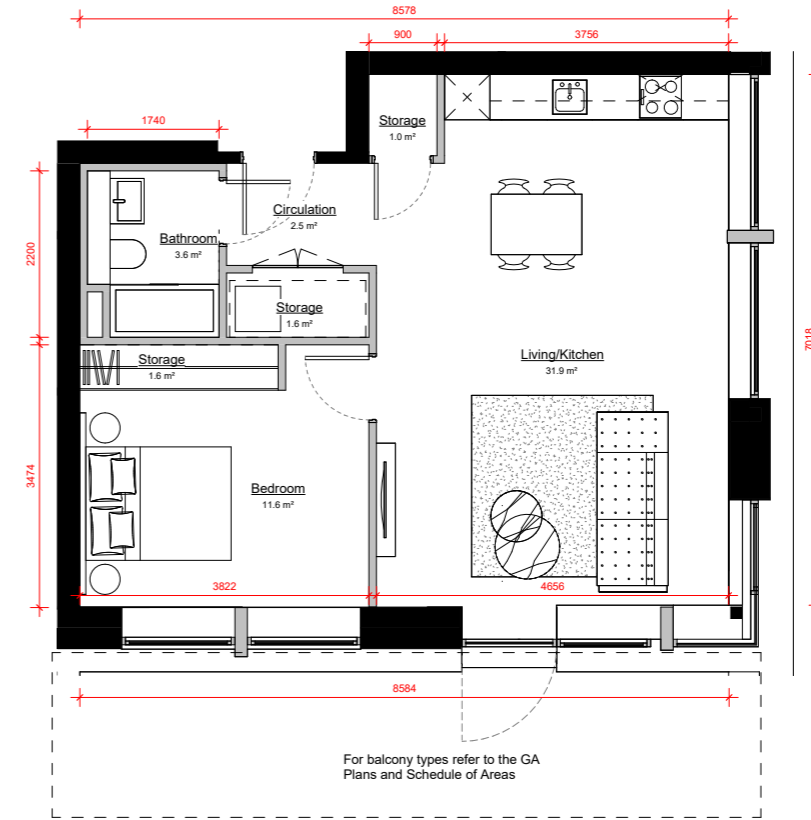 8578
900
3756
Storage
1.0 m²
1740
Circulation
2.5 m²
Bathroom
3.6 m²
2200
Storage
1.6 m²
7018
Storage
1.6 m²
Living/Kitchen
31.9 m²
3474
Bedroom
11.6 m²
3822
4656
8584
For balcony types refer to the GA
Plans and Schedule of Areas